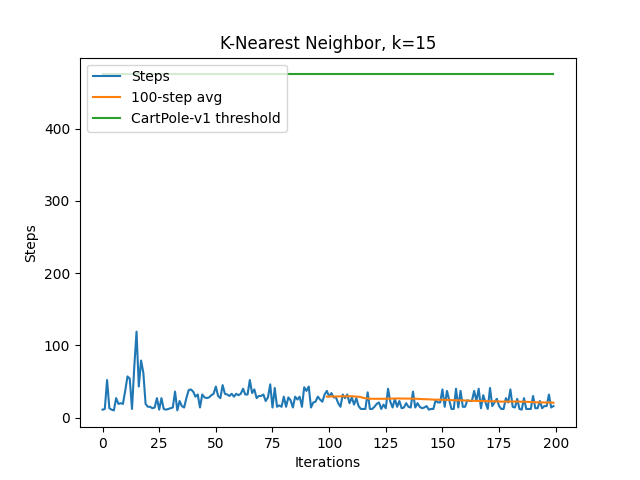 K-Nearest Neighbor, k=15
Steps
100-step avg
CartPole-v1 threshold
400
300
200
100
0
Steps
0 25 50 75 100 125 150 175 200
Iterations